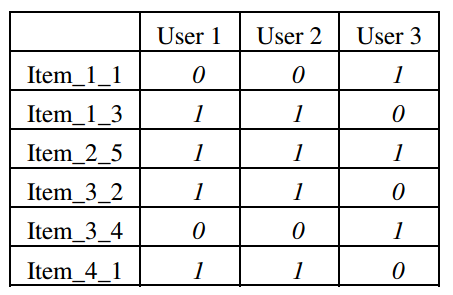 User 1 User 2 User 3
Item_1_1 0 0 1
Item_1_3 1 1 0
Item_2_5 1 1 1
Item_3_2 1 1 0
Item_3_4 0 0 1
Item_4_1 1 1 0